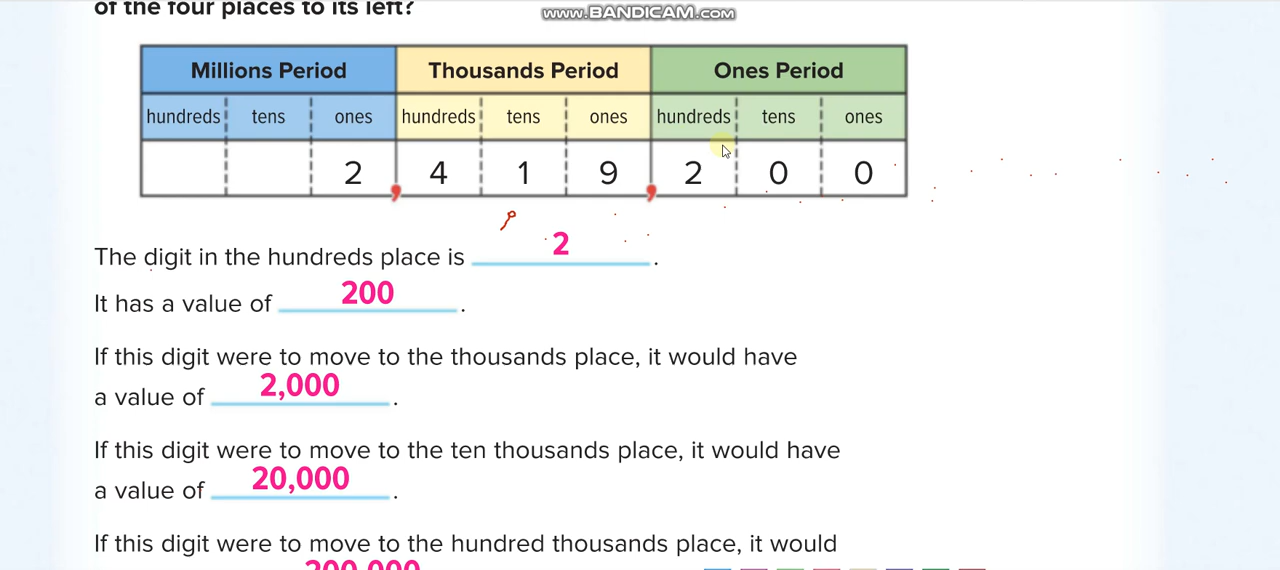 of the four places to its left?
www.BANDICAM.com
Millions Period Thousands Period Ones Period
hundreds tens ones hundreds tens ones hundreds tens ones
2 , 4 1 9 , 2 0 0
The digit in the hundreds place is 2 .
It has a value of 200 .
If this digit were to move to the thousands place, it would have
a value of 2,000 .
If this digit were to move to the ten thousands place, it would have
a value of 20,000 .
If this digit were to move to the hundred thousands place, it would
200,000